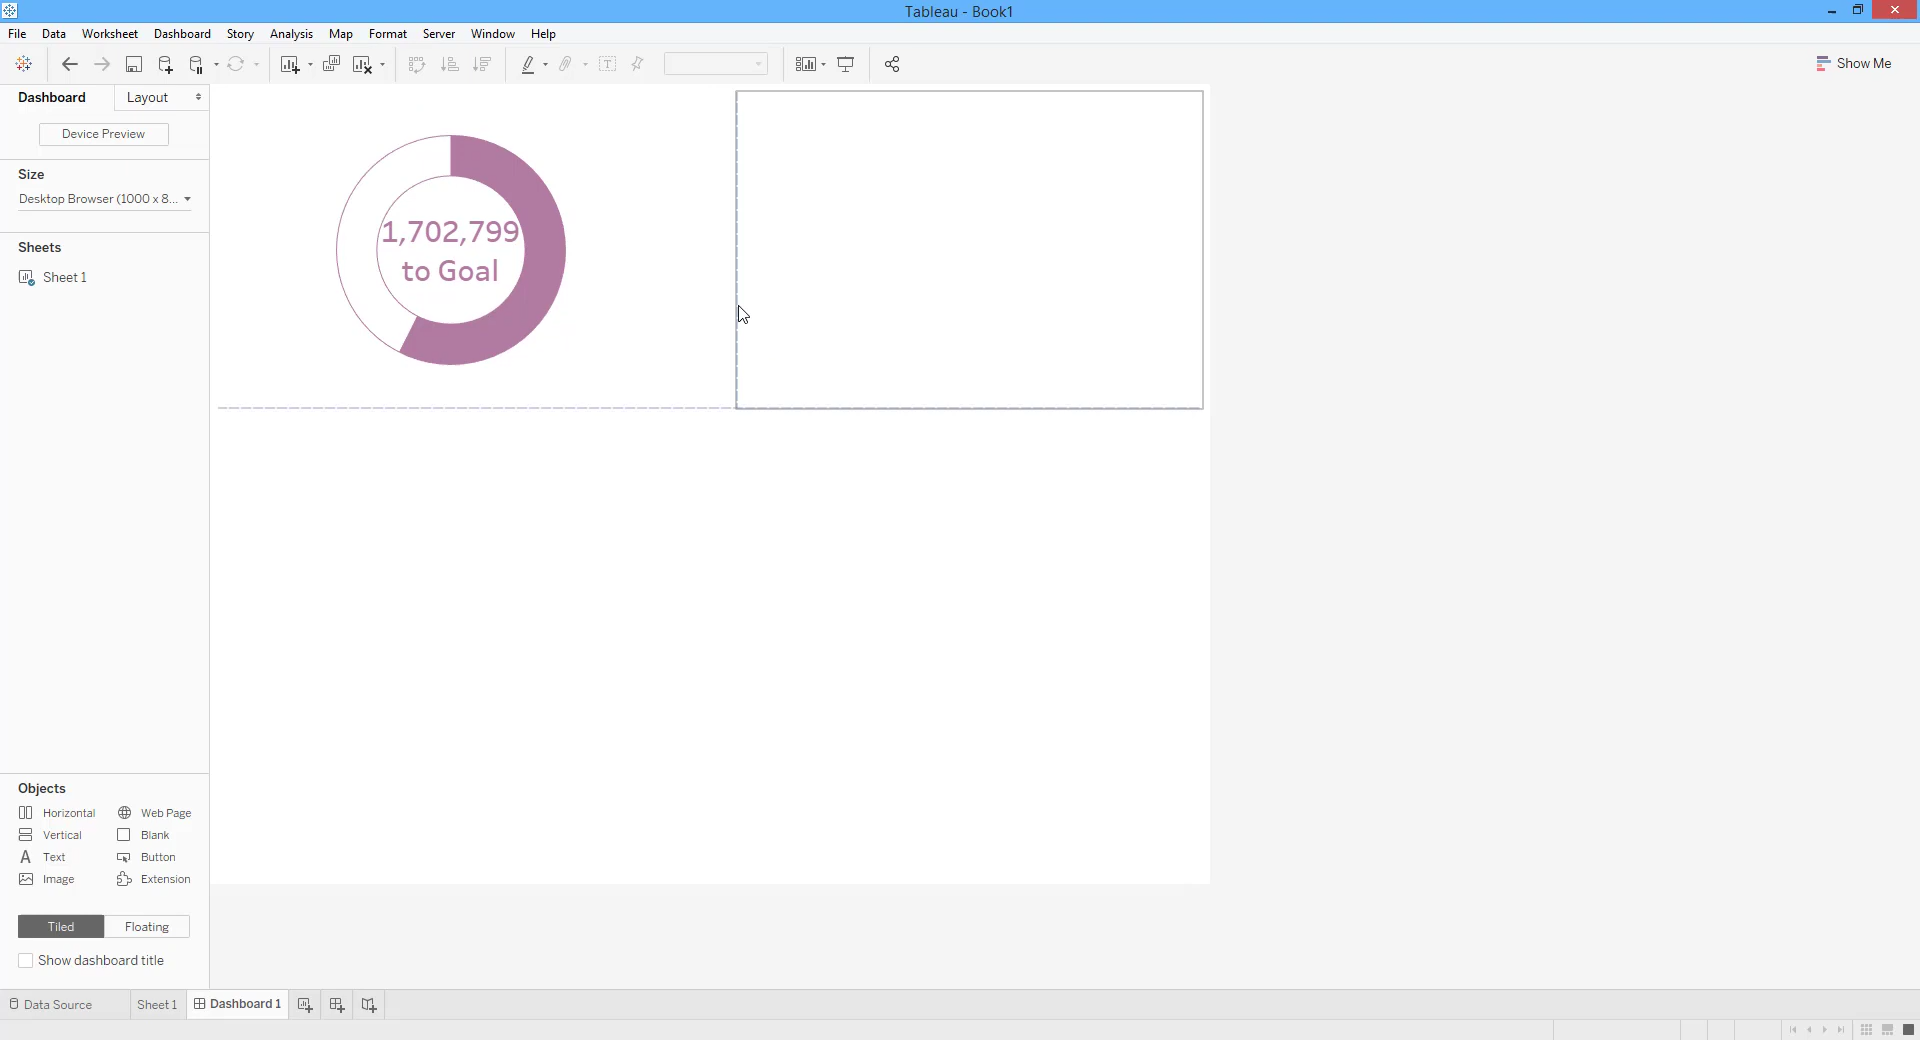 Tableau - Book1
File Data Worksheet Dashboard Story Analysis Map Format Server Window Help
Show Me
Dashboard Layout
Device Preview
Size
Desktop Browser (1000 x 8...
Sheets
Sheet 1
1,702,799
to Goal
Objects
Horizontal Web Page
Vertical Blank
A Text Button
Image Extension
Tiled Floating
Show dashboard title
Data Source Sheet 1 Dashboard 1